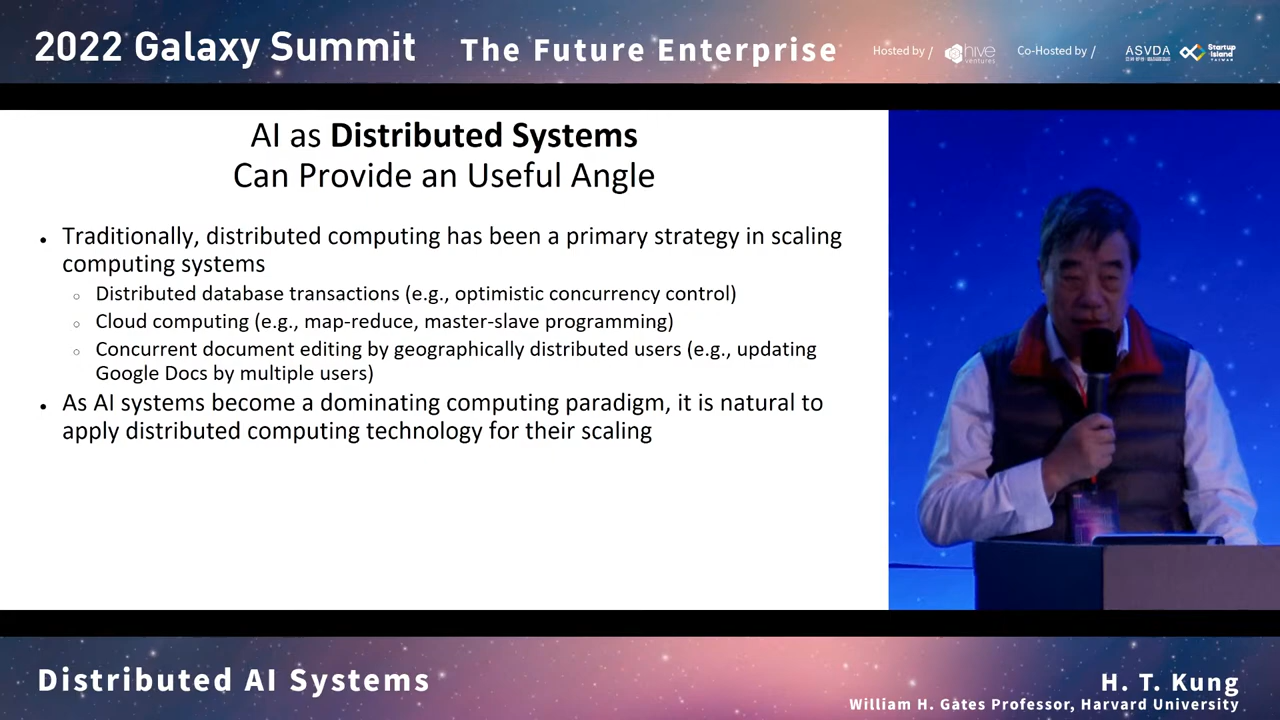 2022 Galaxy Summit The Future Enterprise Hosted by / hive ventures Co-Hosted by / ASVDA Startup Island TAIWAN
AI as Distributed Systems
Can Provide an Useful Angle
• Traditionally, distributed computing has been a primary strategy in scaling
computing systems
○ Distributed database transactions (e.g., optimistic concurrency control)
○ Cloud computing (e.g., map-reduce, master-slave programming)
○ Concurrent document editing by geographically distributed users (e.g., updating
Google Docs by multiple users)
• As AI systems become a dominating computing paradigm, it is natural to
apply distributed computing technology for their scaling
Distributed AI Systems
H. T. Kung
William H. Gates Professor, Harvard University